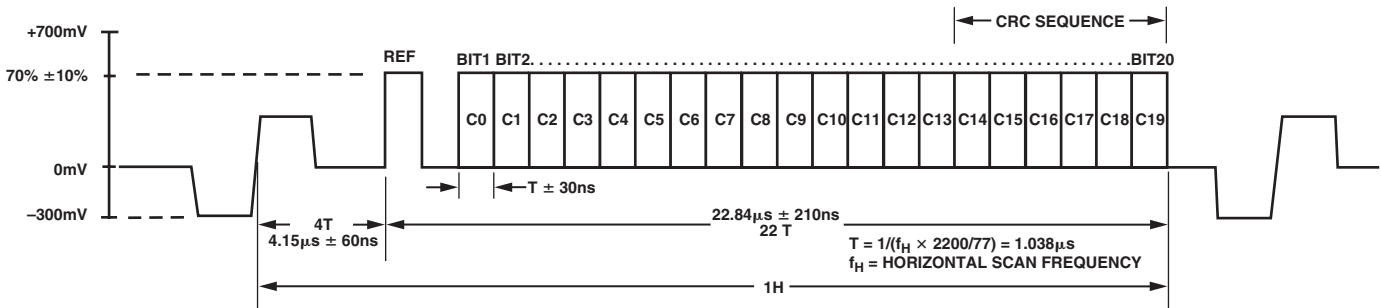 +700mV
CRC SEQUENCE
REF
BIT1 BIT2. . . . . . . . . . . . . . . . . . . . . . . . . . . . . . . . . . . . . . . . . . . . . . . . . . . . . . . . . . . . . . . . . . . . . .BIT20
70% ±10%
C0 C1 C2 C3 C4 C5 C6 C7 C8 C9 C10 C11 C12 C13 C14 C15 C16 C17 C18 C19
0mV
T ± 30ns
–300mV
4T
4.15µs ± 60ns
22.84µs ± 210ns
22 T
T = 1/(fH × 2200/77) = 1.038µs
fH = HORIZONTAL SCAN FREQUENCY
1H